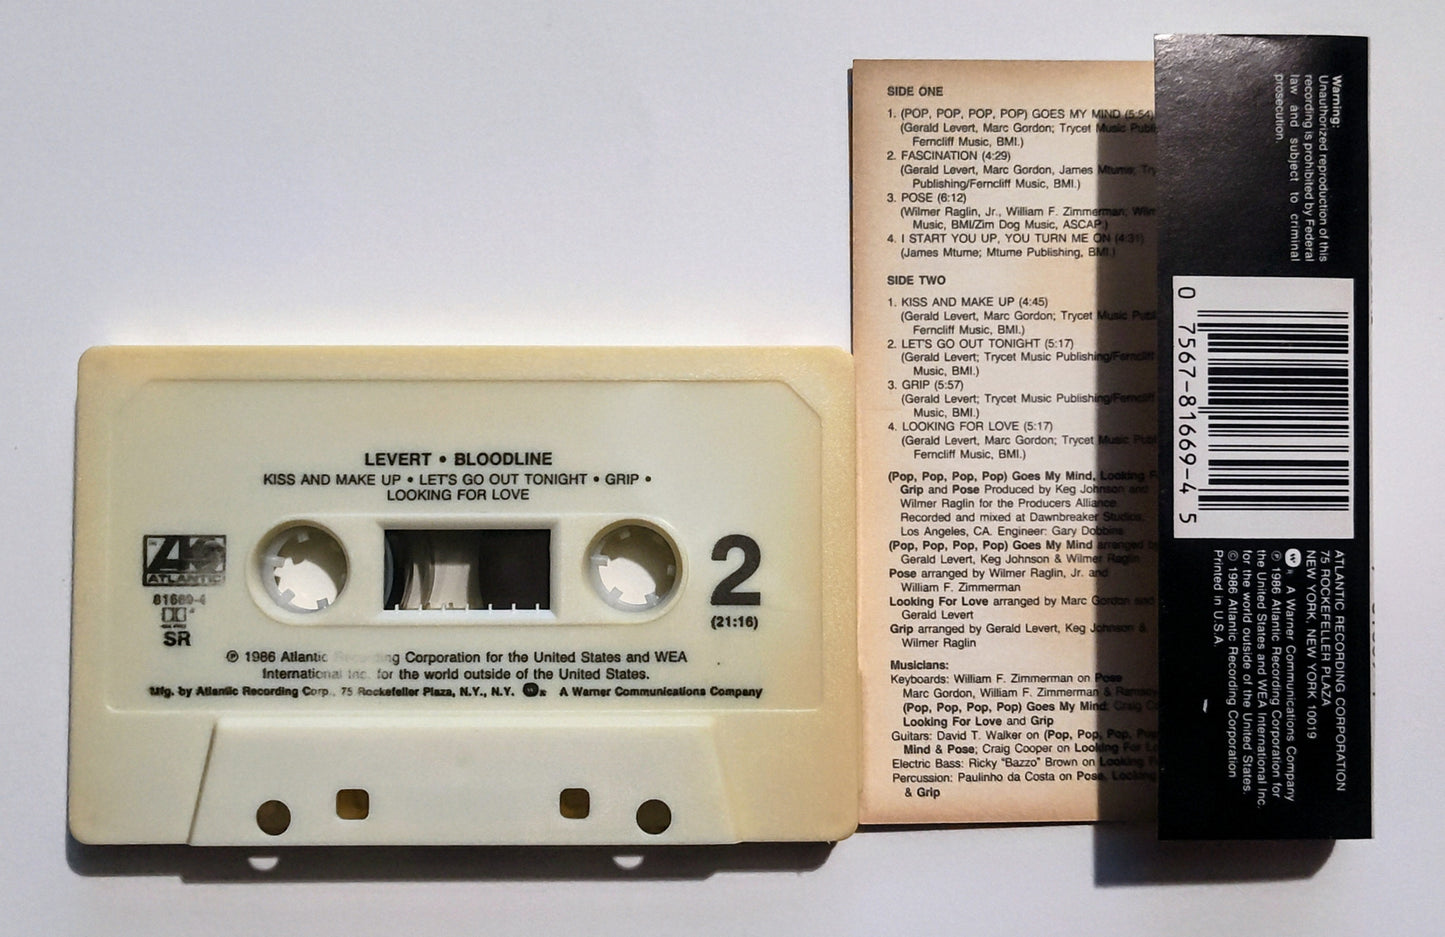 LEVERT • BLOODLINE
KISS AND MAKE UP • LET'S GO OUT TONIGHT • GRIP •
LOOKING FOR LOVE
ATLANTIC
81669-4
SR
2
(21:16)
℗ 1986 Atlantic Recording Corporation for the United States and WEA
International Inc. for the world outside of the United States.
Mfg. by Atlantic Recording Corp., 75 Rockefeller Plaza, N.Y., N.Y. A Warner Communications Company
SIDE ONE
1. (POP, POP, POP, POP) GOES MY MIND (5:54)
(Gerald Levert, Marc Gordon; Trycet Music
Ferncliff Music, BMI.)
2. FASCINATION (4:29)
(Gerald Levert, Marc Gordon, James Mtume;
Publishing/Ferncliff Music, BMI.)
3. POSE (6:12)
(Wilmer Raglin, Jr., William F. Zimmerman;
Music, BMI/Zim Dog Music, ASCAP.)
4. I START YOU UP, YOU TURN ME ON (4:31)
(James Mtume; Mtume Publishing, BMI.)
SIDE TWO
1. KISS AND MAKE UP (4:45)
(Gerald Levert, Marc Gordon; Trycet Music
Ferncliff Music, BMI.)
2. LET'S GO OUT TONIGHT (5:17)
(Gerald Levert; Trycet Music Publishing/Ferncliff
Music, BMI.)
3. GRIP (5:57)
(Gerald Levert; Trycet Music Publishing/Ferncliff
Music, BMI.)
4. LOOKING FOR LOVE (5:17)
(Gerald Levert, Marc Gordon; Trycet Music
Ferncliff Music, BMI.)
(Pop, Pop, Pop, Pop) Goes My Mind, Looking
Grip and Pose Produced by Keg Johnson and
Wilmer Raglin for the Producers Alliance
Recorded and mixed at Dawnbreaker Studios,
Los Angeles, CA. Engineer: Gary Dobbins
(Pop, Pop, Pop, Pop) Goes My Mind arranged by
Gerald Levert, Keg Johnson & Wilmer Raglin
Pose arranged by Wilmer Raglin, Jr. and
William F. Zimmerman
Looking For Love arranged by Marc Gordon and
Gerald Levert
Grip arranged by Gerald Levert, Keg Johnson &
Wilmer Raglin
Musicians:
Keyboards: William F. Zimmerman on Pose
Marc Gordon, William F. Zimmerman &
(Pop, Pop, Pop, Pop) Goes My Mind; Craig
Looking For Love and Grip
Guitars: David T. Walker on (Pop, Pop, Pop,
Mind & Pose; Craig Cooper on Looking For
Electric Bass: Ricky "Bazzo" Brown on Looking
Percussion: Paulinho da Costa on Pose, Looking
& Grip
Warning:
Unauthorized reproduction of this
recording is prohibited by Federal
law and subject to criminal
prosecution.
0 7567-81669-4 5
ATLANTIC RECORDING CORPORATION
75 ROCKEFELLER PLAZA
NEW YORK, NEW YORK 10019
A Warner Communications Company
℗ 1986 Atlantic Recording Corporation for
the United States and WEA International Inc.
for the world outside of the United States.
© 1986 Atlantic Recording Corporation
Printed in U.S.A.